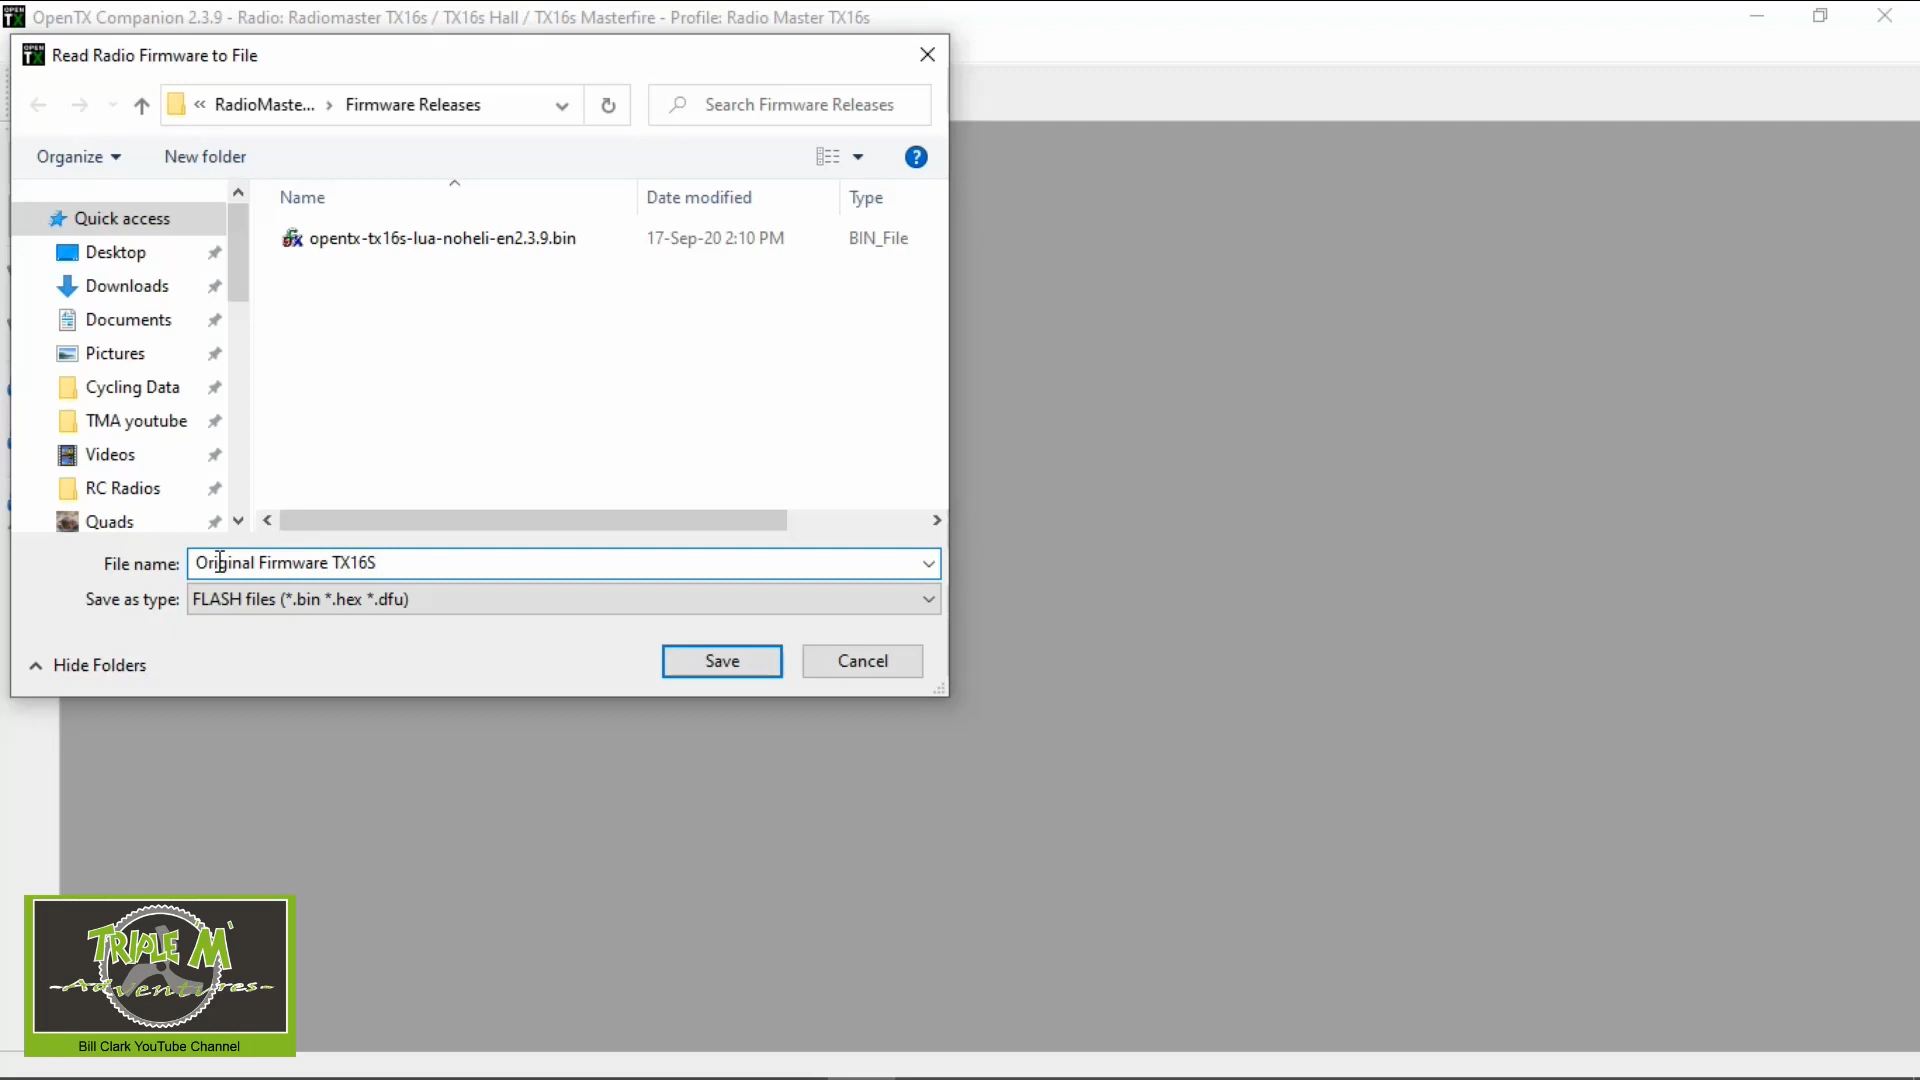 OpenTX Companion 2.3.9 - Radio: Radiomaster TX16s / TX16s Hall / TX16s Masterfire - Profile: Radio Master TX16s
Read Radio Firmware to File
« RadioMaste... › Firmware Releases
Search Firmware Releases
Organize
New folder
Name
Date modified
Type
Quick access
opentx-tx16s-lua-noheli-en2.3.9.bin
17-Sep-20 2:10 PM
BIN_File
Desktop
Downloads
Documents
Pictures
Cycling Data
TMA youtube
Videos
RC Radios
Quads
File name: Original Firmware TX16S
Save as type: FLASH files (*.bin *.hex *.dfu)
Hide Folders
Save
Cancel
TRIPLE M
-Adventures-
Bill Clark YouTube Channel